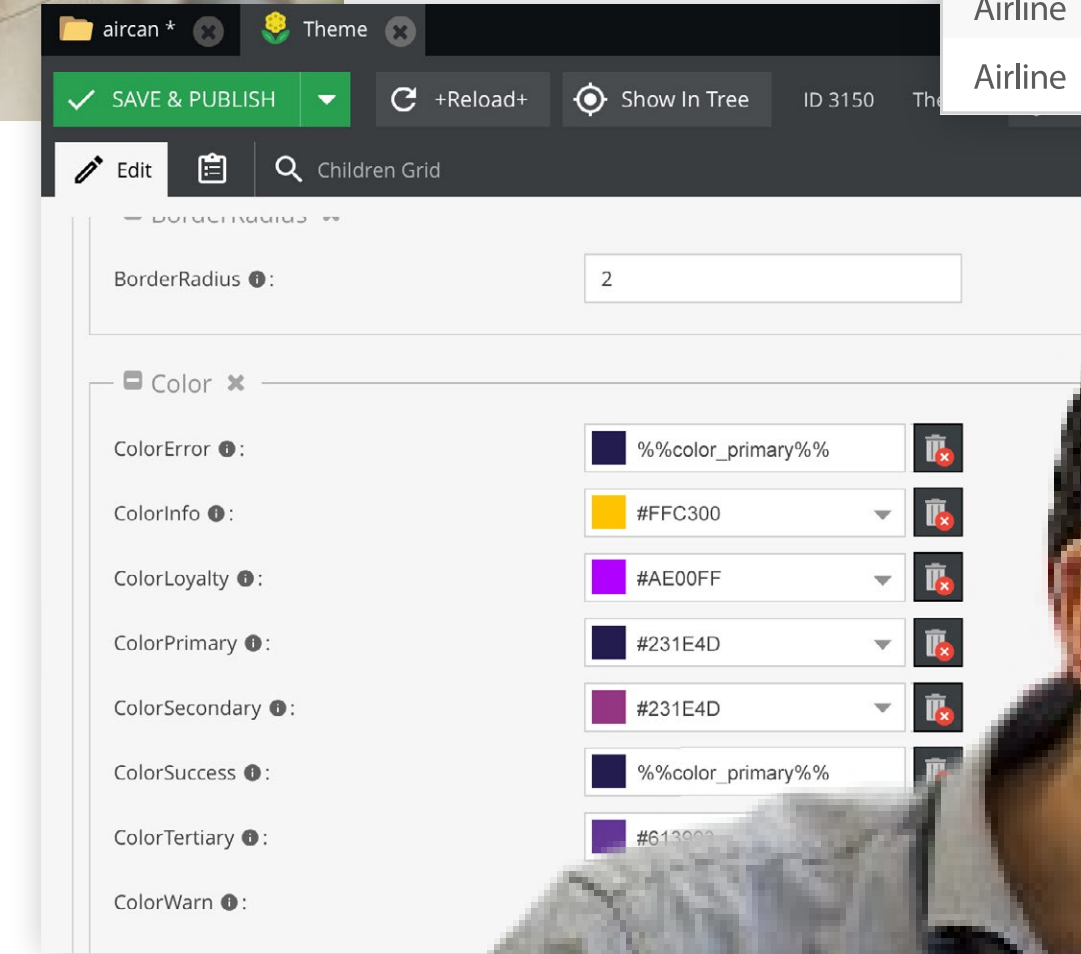 Airline
Airline
aircan *
Theme
SAVE & PUBLISH
+Reload+
Show In Tree
ID 3150
Edit
Children Grid
BorderRadius
BorderRadius :
2
Color
ColorError :
%%color_primary%%
ColorInfo :
#FFC300
ColorLoyalty :
#AE00FF
ColorPrimary :
#231E4D
ColorSecondary :
#231E4D
ColorSuccess :
%%color_primary%%
ColorTertiary :
ColorWarn :